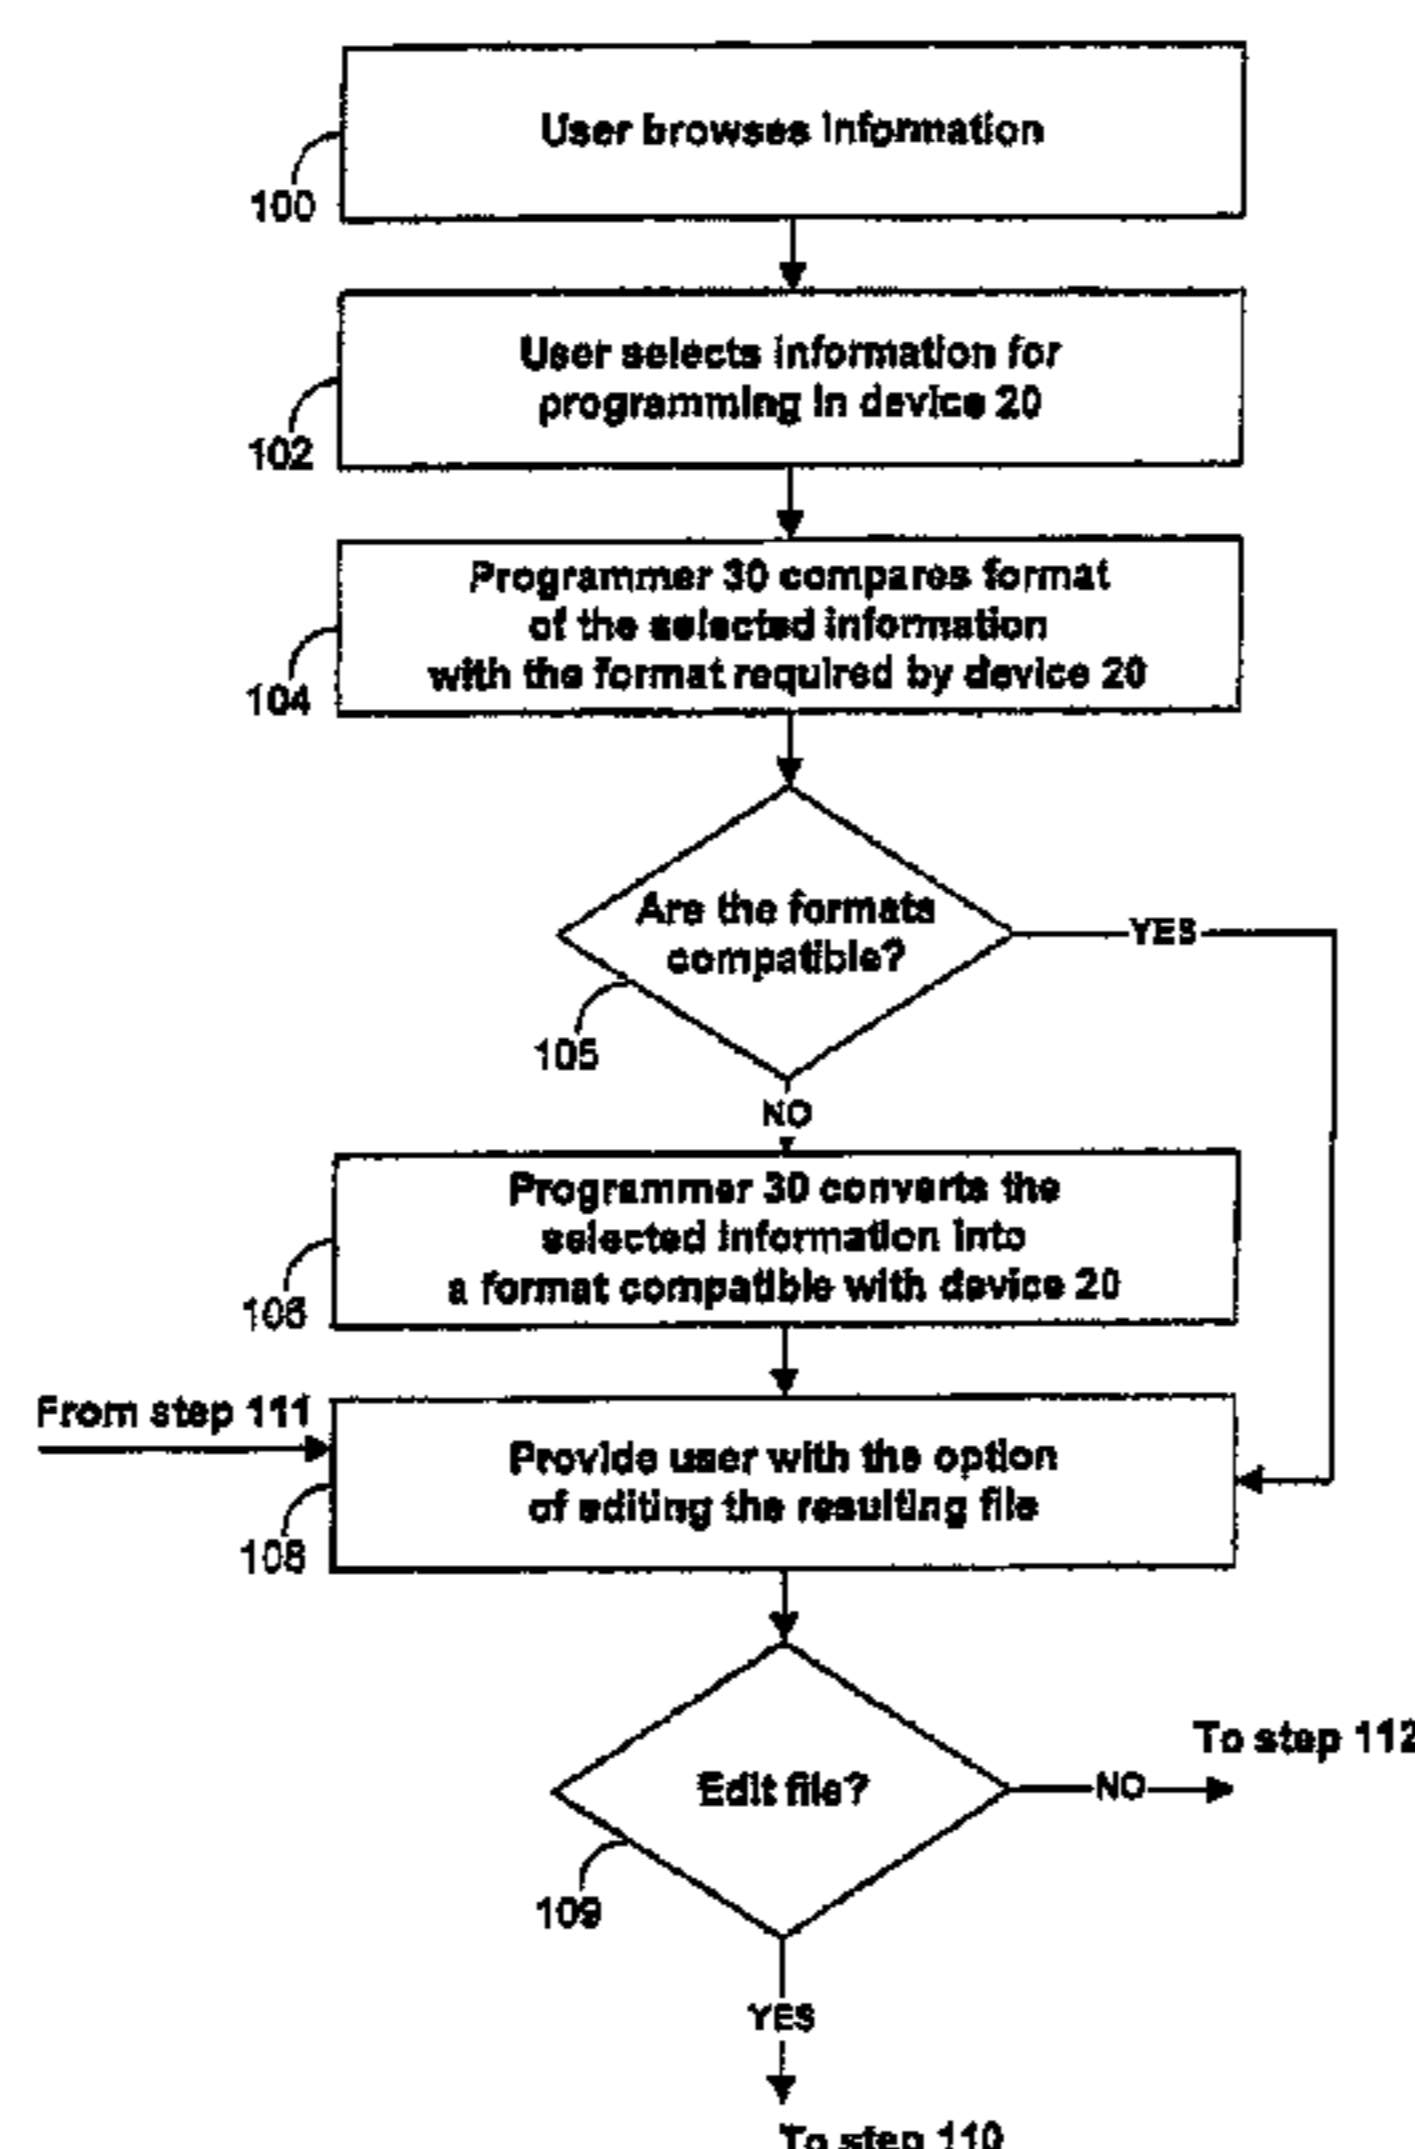 User browses information
100
User selects information for
programming in device 20
102
Programmer 30 compares format
of the selected information
with the format required by device 20
104
Are the formats
compatible?
YES
105
NO
Programmer 30 converts the
selected information into
a format compatible with device 20
106
From step 111
Provide user with the option
of editing the resulting file
108
To step 112
Edit file?
NO
109
YES
To step 110